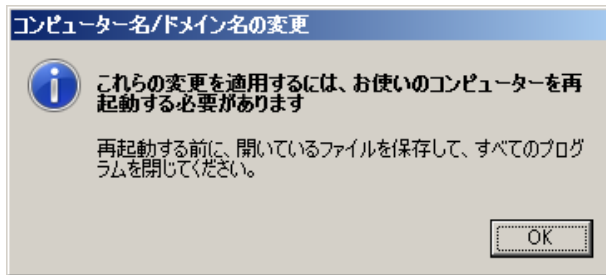 コンピューター名/ドメイン名の変更
これらの変更を適用するには、お使いのコンピューターを再
起動する必要があります
再起動する前に、開いているファイルを保存して、すべてのプログ
ラムを閉じてください。
OK